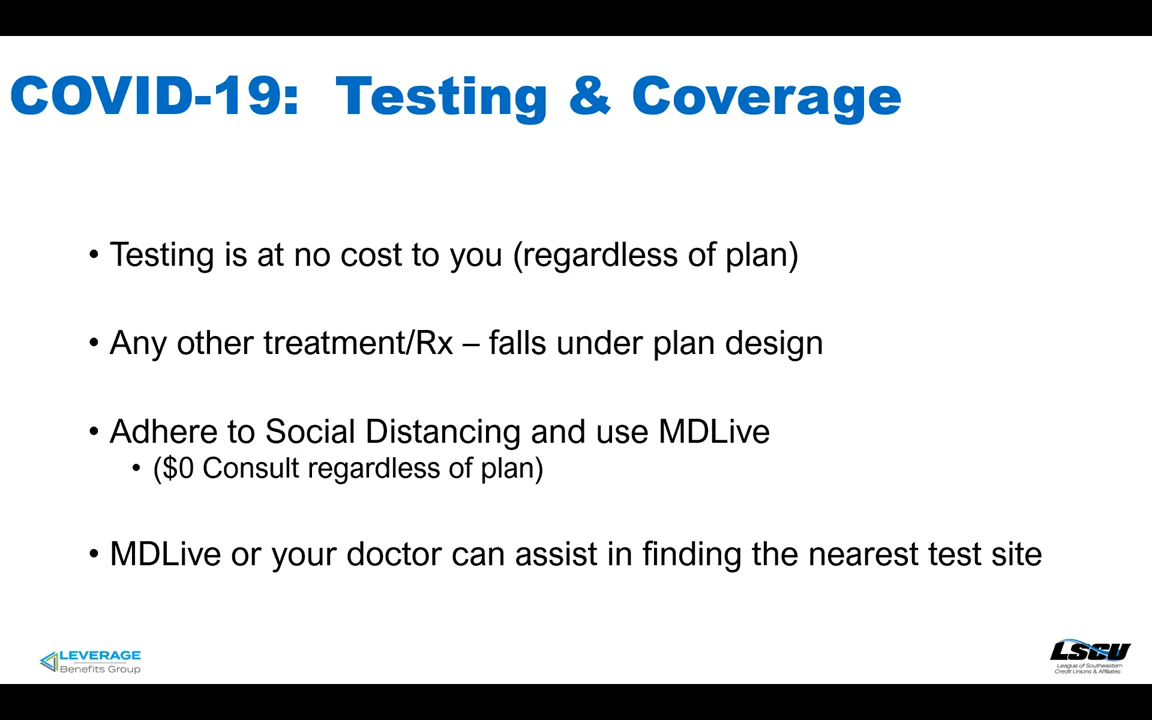 COVID-19: Testing & Coverage
• Testing is at no cost to you (regardless of plan)
• Any other treatment/Rx – falls under plan design
• Adhere to Social Distancing and use MDLive
• ($0 Consult regardless of plan)
• MDLive or your doctor can assist in finding the nearest test site
LEVERAGE
Benefits Group
LSCU
League of Southeastern
Credit Unions & Affiliates